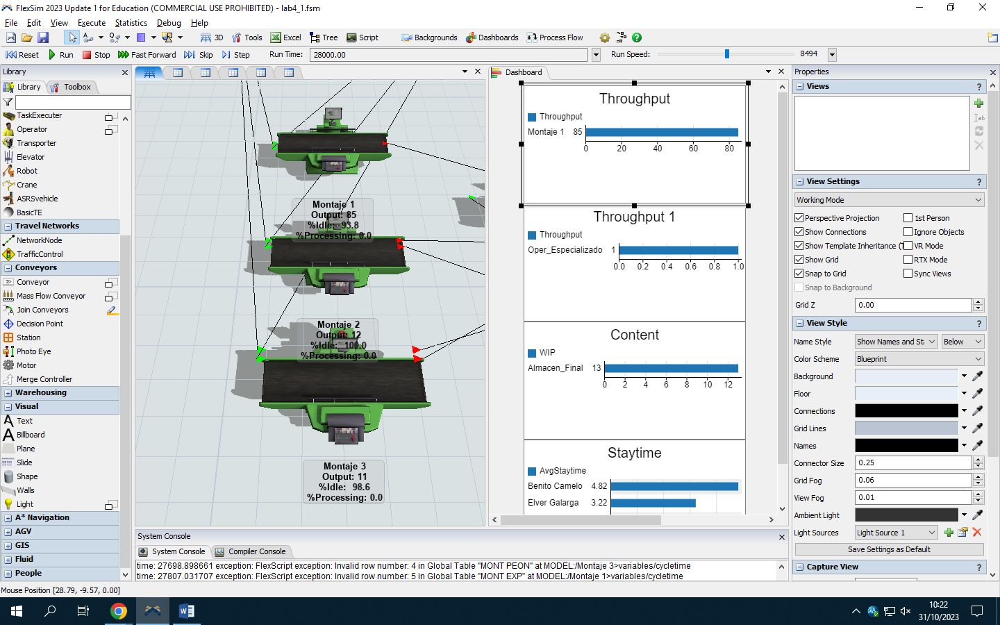 FlexSim 2023 Update 1 for Education (COMMERCIAL USE PROHIBITED) - lab4_1.fsm
File Edit View Execute Statistics Debug Help
3D Tools Excel Tree Script Backgrounds Dashboards Process Flow
Reset Run Stop Fast Forward Skip Step Run Time: 28000.00 Run Speed: 8494
Library
Library Toolbox
TaskExecuter
Operator
Transporter
Elevator
Robot
Crane
ASRSvehicle
BasicTE
Travel Networks
NetworkNode
TrafficControl
Conveyors
Conveyor
Mass Flow Conveyor
Join Conveyors
Decision Point
Station
Photo Eye
Motor
Merge Controller
Warehousing
Visual
Text
Billboard
Plane
Slide
Shape
Walls
Light
A* Navigation
AGV
GIS
Fluid
People
Montaje 1
Output: 85
%Idle: 93.8
%Processing: 0.0
Montaje 2
Output: 12
%Idle: 100.0
%Processing: 0.0
Montaje 3
Output: 11
%Idle: 98.6
%Processing: 0.0
Dashboard
Throughput
Throughput
Montaje 1 85
0 20 40 60 80
Throughput 1
Throughput
Oper_Especializado 1
0.0 0.2 0.4 0.6 0.8 1.0
Content
WIP
Almacen_Final 13
0 2 4 6 8 10 12
Staytime
AvgStaytime
Benito Camelo 4.82
Elver Galarga 3.22
System Console
System Console Compiler Console
time: 27698.898661 exception: FlexScript exception: Invalid row number: 4 in Global Table "MONT PEON" at MODEL:/Montaje 3>variables/cycletime
time: 27807.031707 exception: FlexScript exception: Invalid row number: 5 in Global Table "MONT EXP" at MODEL:/Montaje 1>variables/cycletime
Properties
Views ?
View Settings ?
Working Mode
Perspective Projection 1st Person
Show Connections Ignore Objects
Show Template Inheritance (T VR Mode
Show Grid RTX Mode
Snap to Grid Sync Views
Snap to Background
Grid Z 0.00
View Style ?
Name Style Show Names and St Below
Color Scheme Blueprint
Background
Floor
Connections
Grid Lines
Names
Connector Size 0.25
Grid Fog 0.06
View Fog 0.01
Ambient Light
Light Sources Light Source 1
Save Settings as Default
Capture View ?
Mouse Position [28.79, -9.57, 0.00]
10:22
31/10/2023